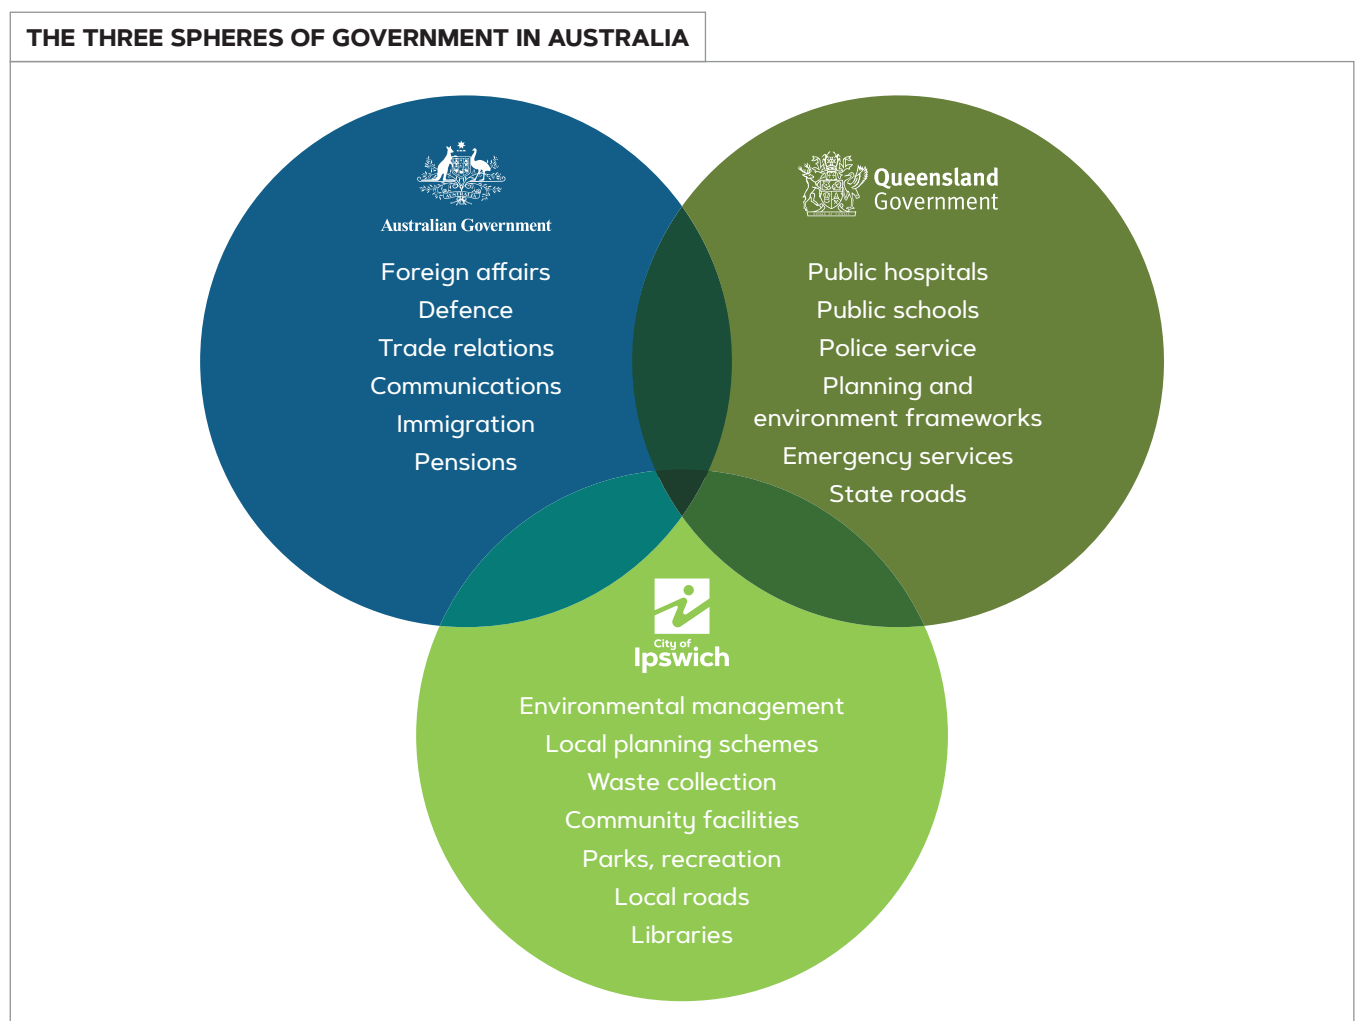 THE THREE SPHERES OF GOVERNMENT IN AUSTRALIA
Australian Government
Foreign affairs
Defence
Trade relations
Communications
Immigration
Pensions
Queensland
Government
Public hospitals
Public schools
Police service
Planning and
environment frameworks
Emergency services
State roads
City of
Ipswich
Environmental management
Local planning schemes
Waste collection
Community facilities
Parks, recreation
Local roads
Libraries